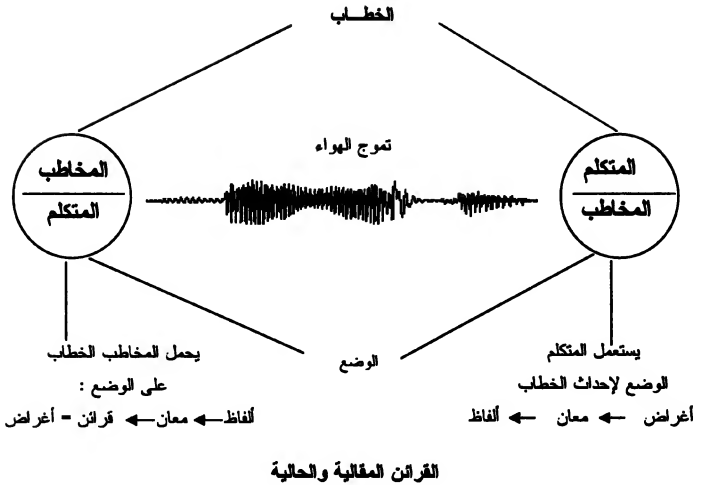 الخطـــاب
تموج الهواء
المتكلم
المخاطب
المخاطب
المتكلم
الوضع
يستعمل المتكلم
الوضع لإحداث الخطاب
أغراض ← معان ← ألفاظ
يحمل المخاطب الخطاب
على الوضع :
ألفاظ ← معان ← قرائن = أغراض
القرائن المقالية والحالية